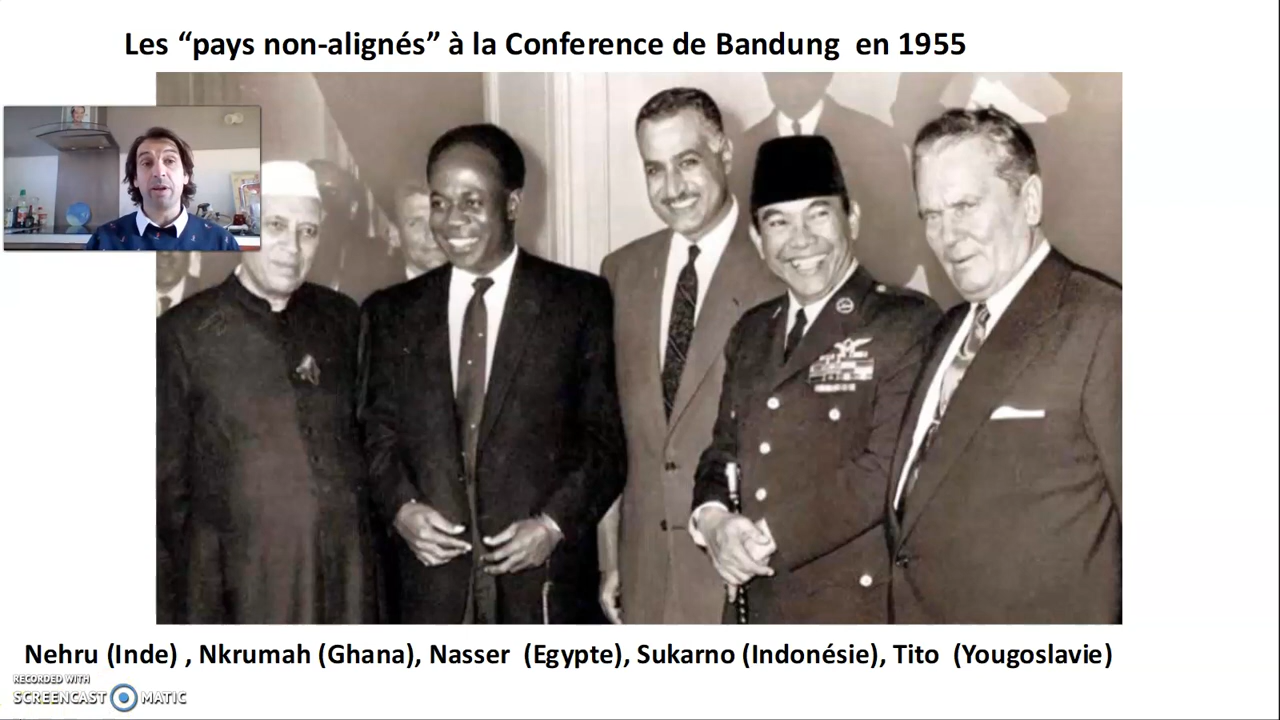 Les “pays non-alignés” à la Conference de Bandung en 1955
Nehru (Inde) , Nkrumah (Ghana), Nasser (Egypte), Sukarno (Indonésie), Tito (Yougoslavie)
RECORDED WITH
SCREENCAST MATIC